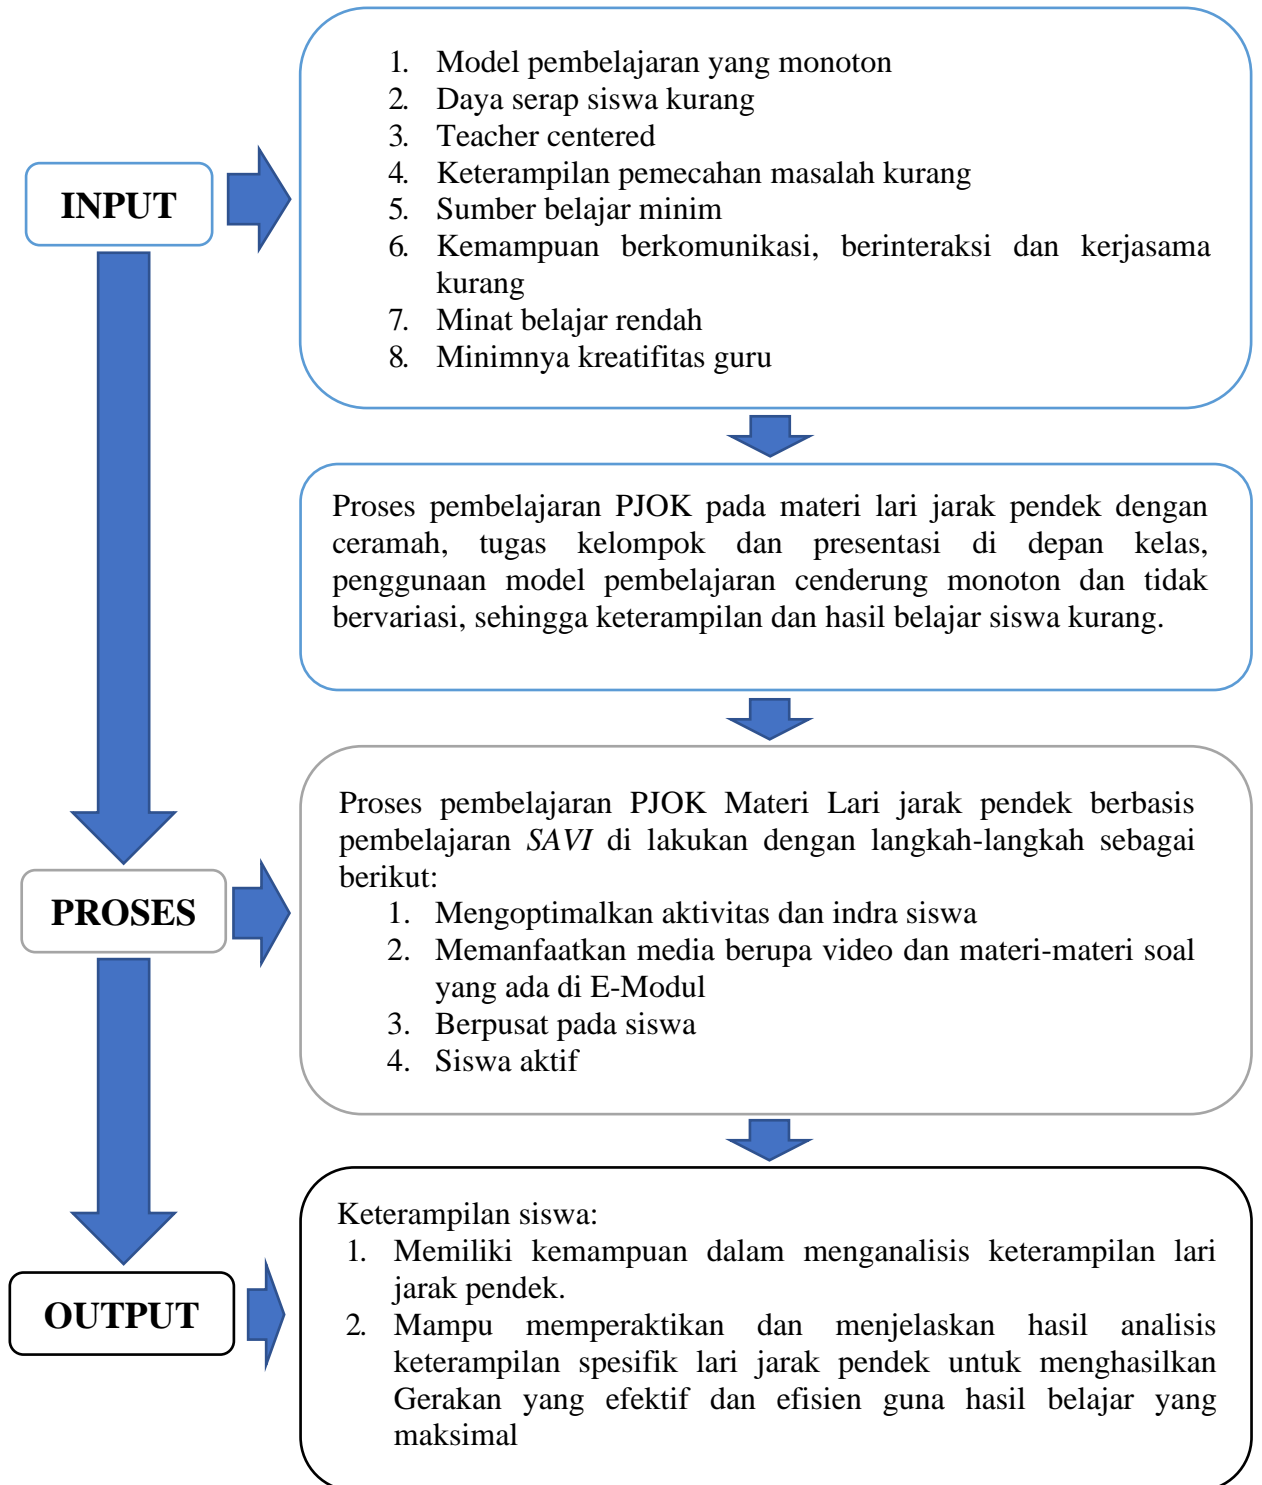 1. Model pembelajaran yang monoton
2. Daya serap siswa kurang
3. Teacher centered
4. Keterampilan pemecahan masalah kurang
5. Sumber belajar minim
6. Kemampuan berkomunikasi, berinteraksi dan kerjasama
kurang
7. Minat belajar rendah
8. Minimnya kreatifitas guru
INPUT
Proses pembelajaran PJOK pada materi lari jarak pendek dengan
ceramah, tugas kelompok dan presentasi di depan kelas,
penggunaan model pembelajaran cenderung monoton dan tidak
bervariasi, sehingga keterampilan dan hasil belajar siswa kurang.
Proses pembelajaran PJOK Materi Lari jarak pendek berbasis
pembelajaran SAVI di lakukan dengan langkah-langkah sebagai
berikut:
1. Mengoptimalkan aktivitas dan indra siswa
2. Memanfaatkan media berupa video dan materi-materi soal
yang ada di E-Modul
3. Berpusat pada siswa
4. Siswa aktif
PROSES
Keterampilan siswa:
1. Memiliki kemampuan dalam menganalisis keterampilan lari
jarak pendek.
2. Mampu memperaktikan dan menjelaskan hasil analisis
keterampilan spesifik lari jarak pendek untuk menghasilkan
Gerakan yang efektif dan efisien guna hasil belajar yang
maksimal
OUTPUT